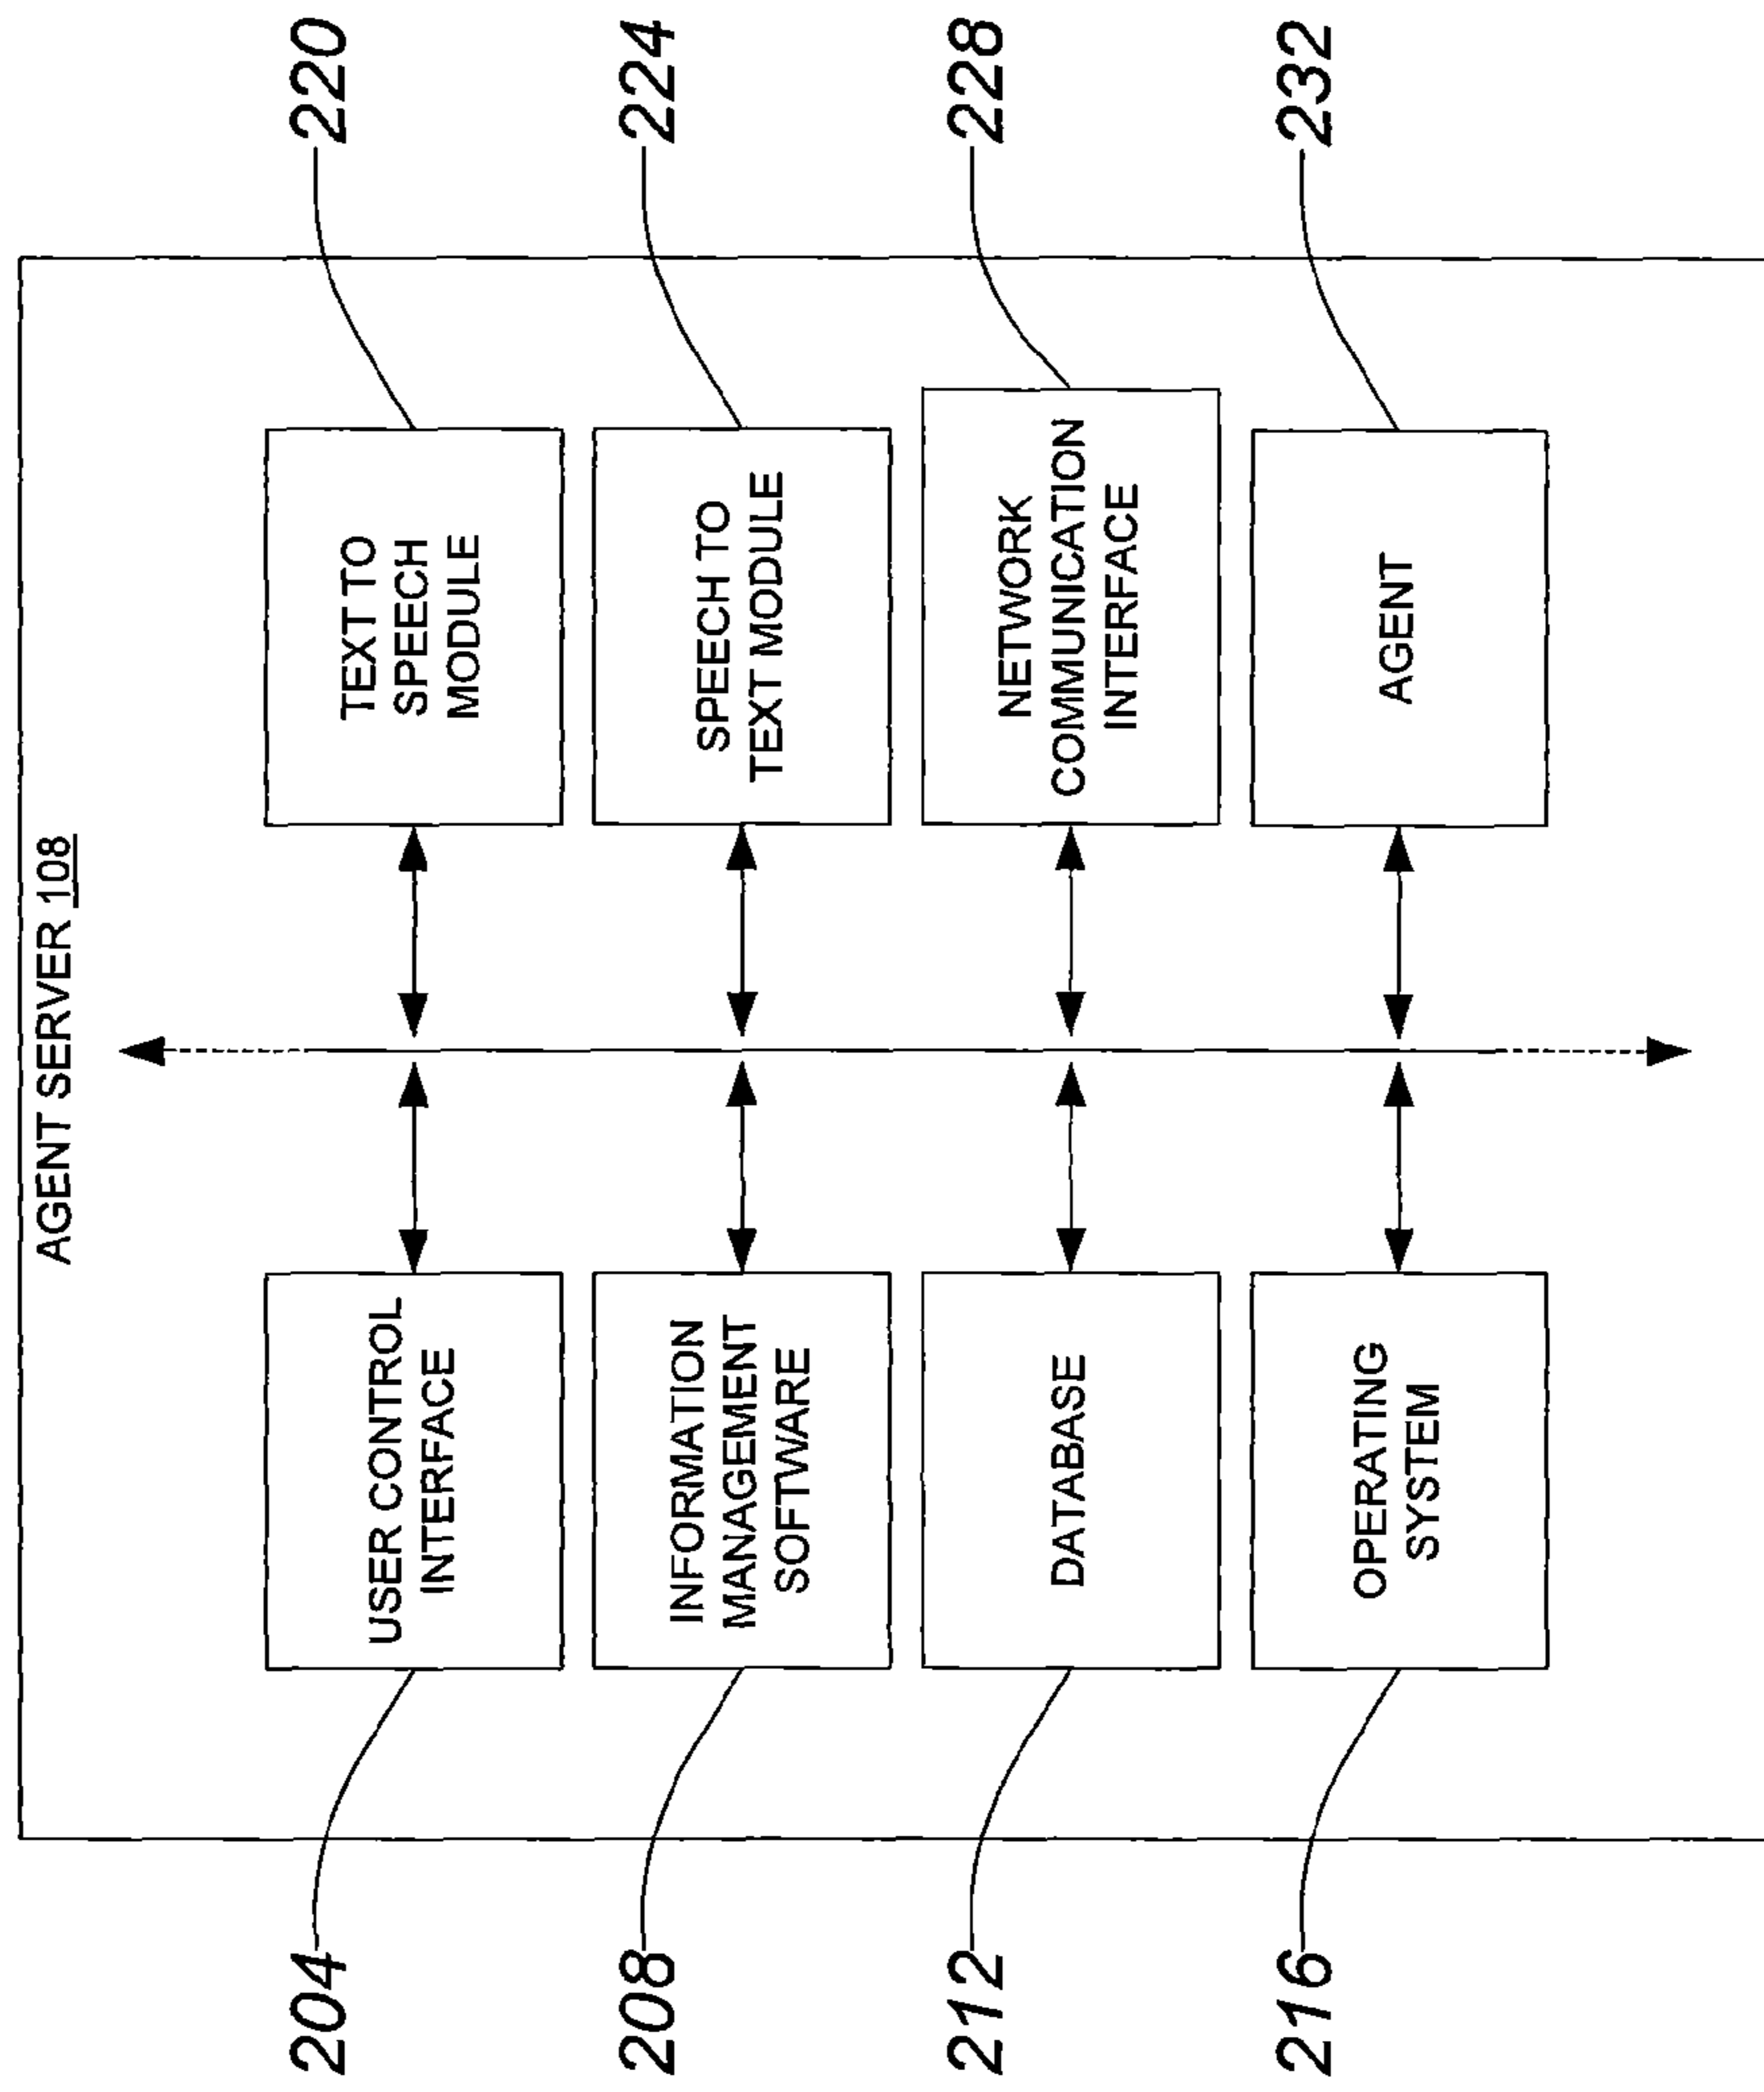 AGENT SERVER 108
204
USER CONTROL
INTERFACE
TEXT TO
SPEECH
MODULE
220
208
INFORMATION
MANAGEMENT
SOFTWARE
SPEECH TO
TEXT MODULE
224
212
DATABASE
NETWORK
COMMUNICATION
INTERFACE
228
216
OPERATING
SYSTEM
AGENT
232